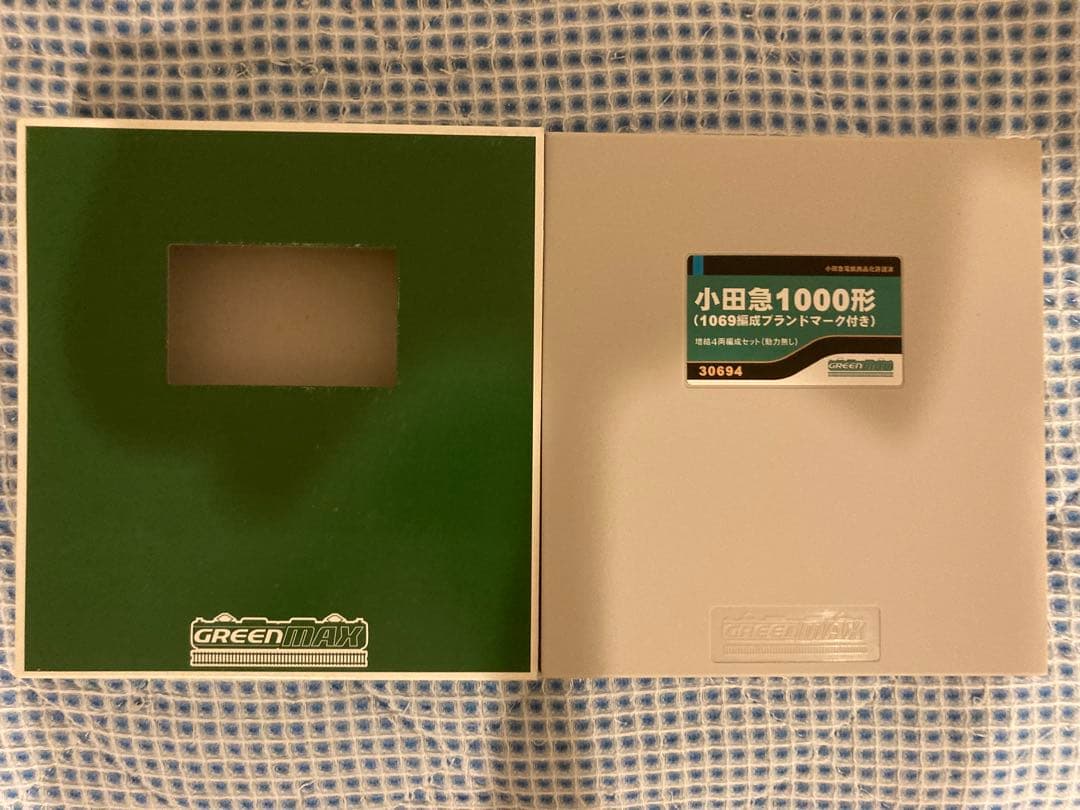 GREENMAX
小田急電鉄商品化許諾済
小田急1000形
(1069編成ブランドマーク付き)
増結4両編成セット(動力無し)
30694
GREENMAX
GREENMAX